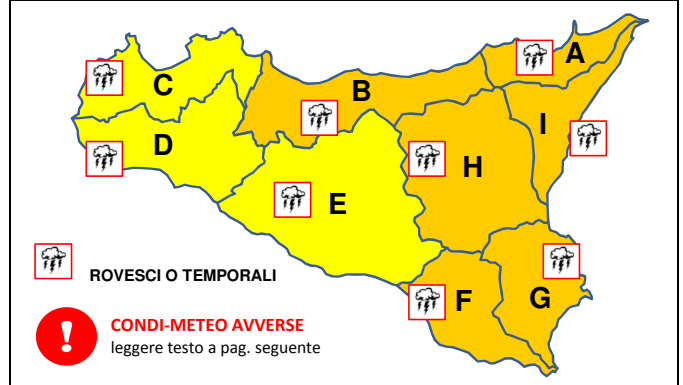 A
C
B
I
D
H
E
F
G
ROVESCI O TEMPORALI
!
CONDI-METEO AVVERSE
leggere testo a pag. seguente